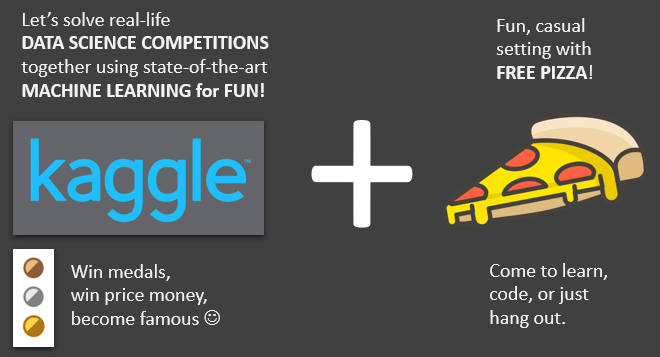 Let’s solve real-life
DATA SCIENCE COMPETITIONS
together using state-of-the-art
MACHINE LEARNING for FUN!
kaggle™
Win medals,
win price money,
become famous ☺
Fun, casual
setting with
FREE PIZZA!
Come to learn,
code, or just
hang out.